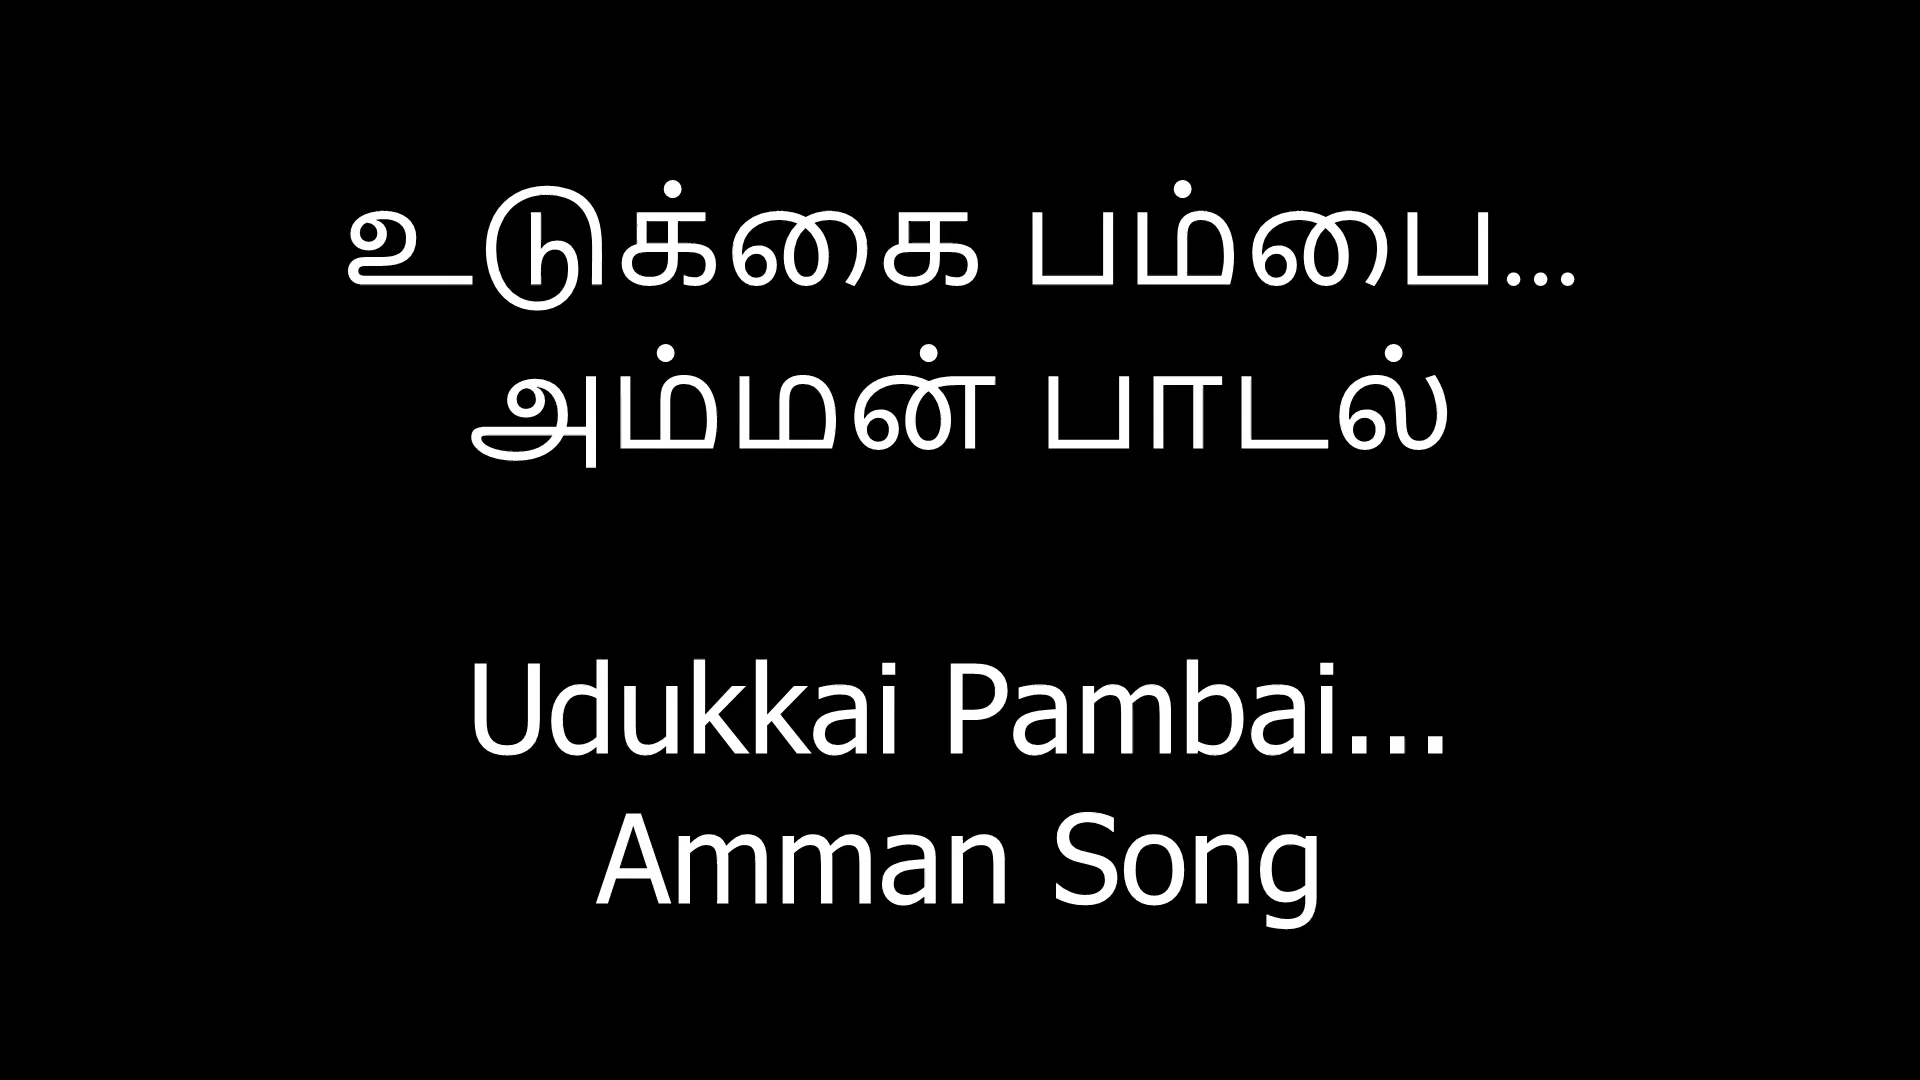 உடுக்கை பம்பை...
அம்மன் பாடல்
Udukkai Pambai...
Amman Song